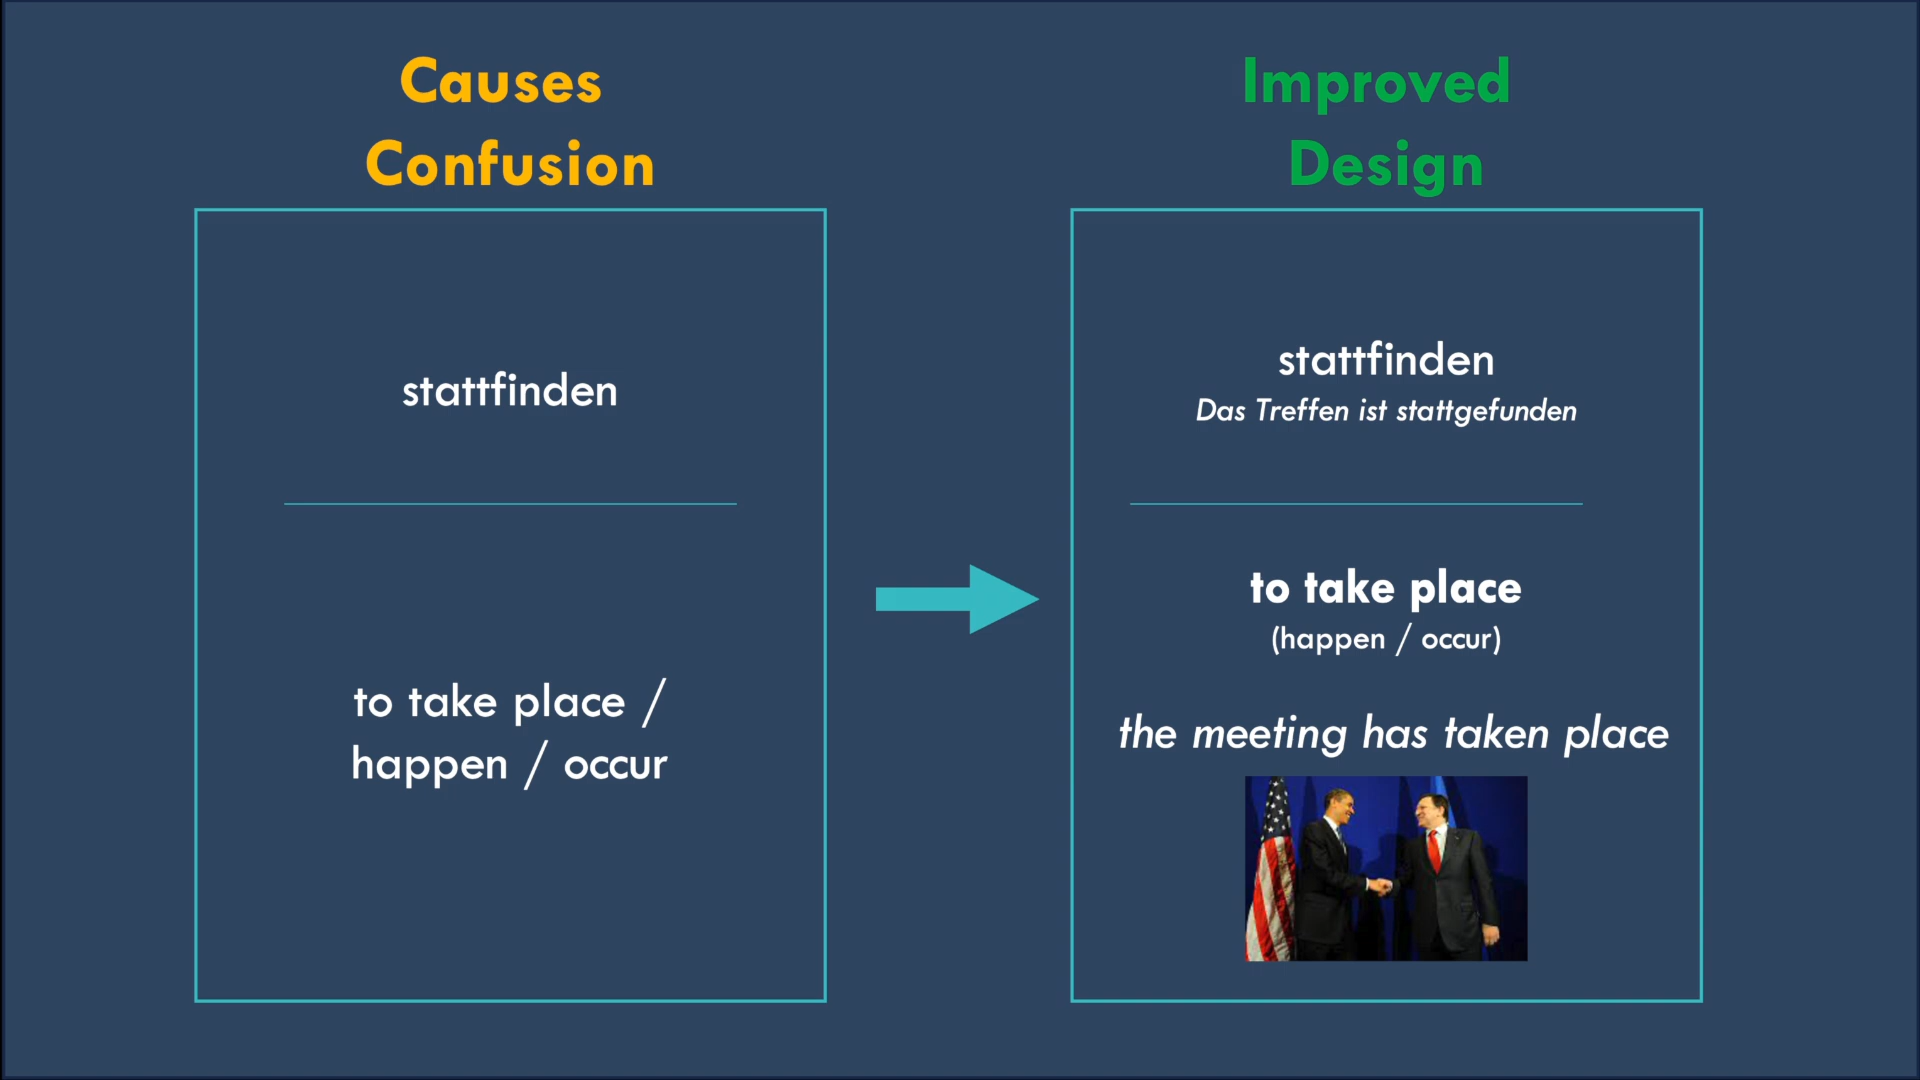 Causes
Confusion
stattfinden
to take place /
happen / occur
Improved
Design
stattfinden
Das Treffen ist stattgefunden
to take place
(happen / occur)
the meeting has taken place